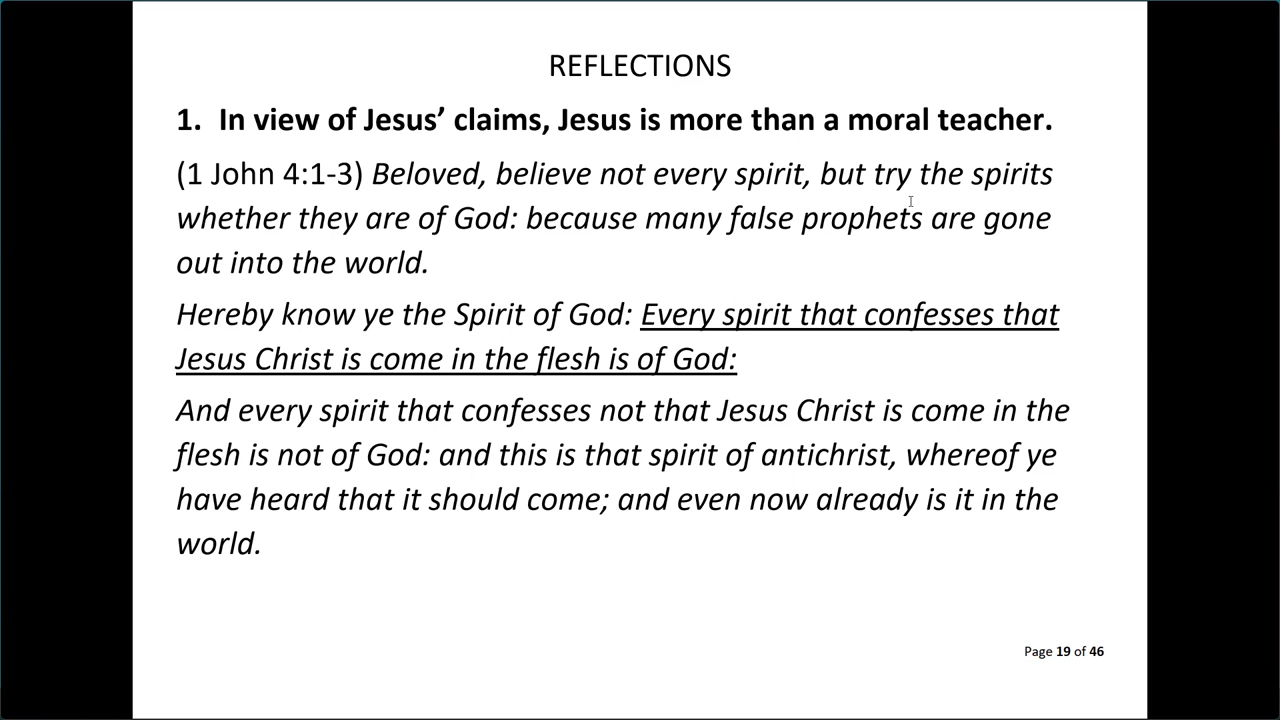 REFLECTIONS
1. In view of Jesus’ claims, Jesus is more than a moral teacher.
(1 John 4:1-3) Beloved, believe not every spirit, but try the spirits
whether they are of God: because many false prophets are gone
out into the world.
Hereby know ye the Spirit of God: Every spirit that confesses that
Jesus Christ is come in the flesh is of God:
And every spirit that confesses not that Jesus Christ is come in the
flesh is not of God: and this is that spirit of antichrist, whereof ye
have heard that it should come; and even now already is it in the
world.
Page 19 of 46